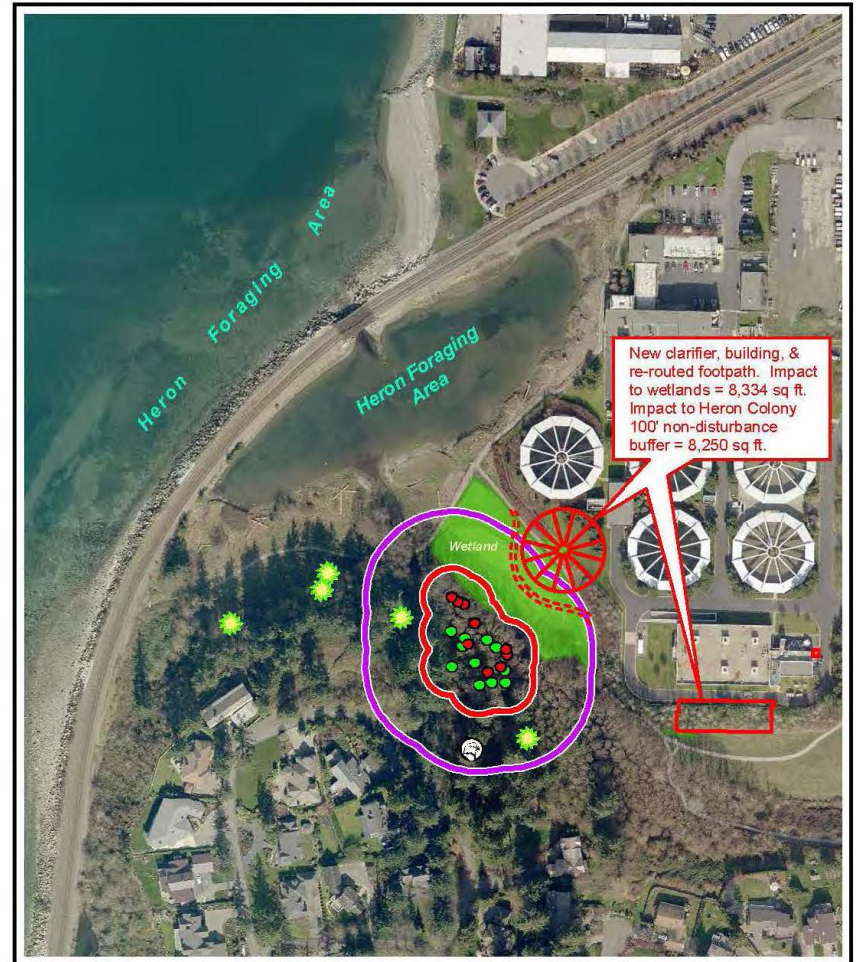 Heron Foraging Area
Heron Foraging
Area
New clarifier, building, &
re-routed footpath. Impact
to wetlands = 8,334 sq ft.
Impact to Heron Colony
100' non-disturbance
buffer = 8,250 sq ft.
Wetland